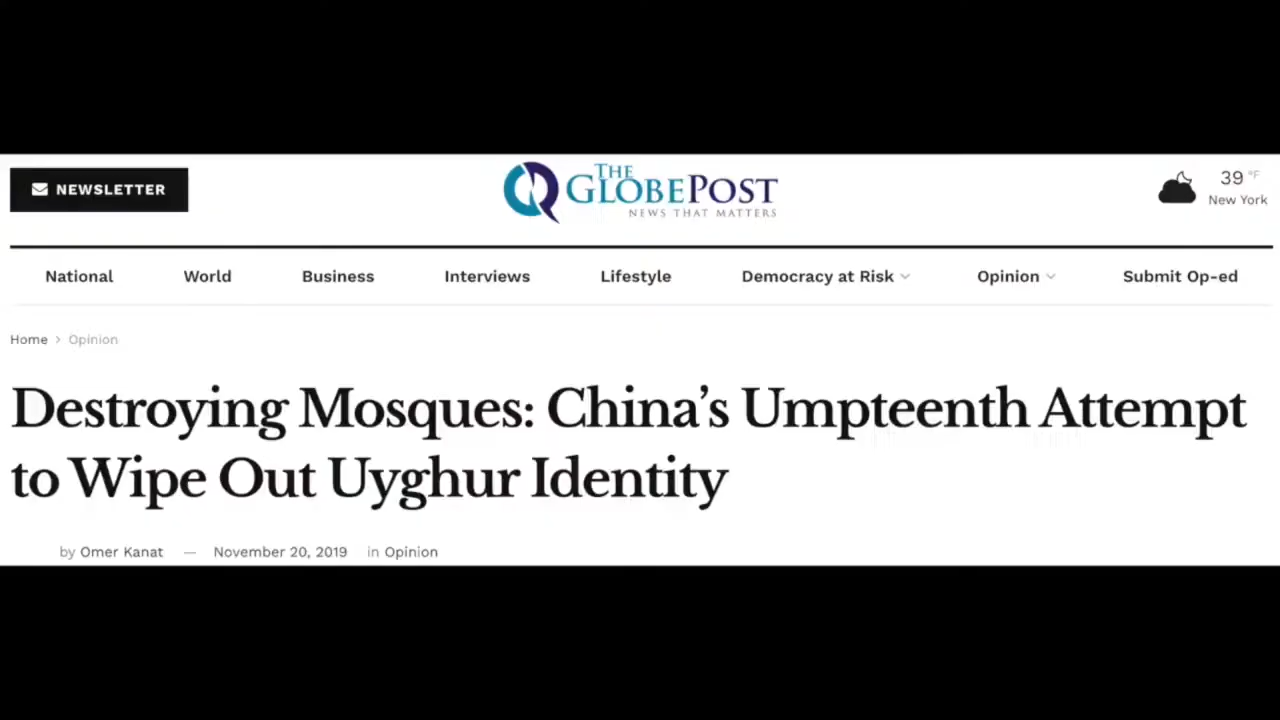 NEWSLETTER
THE
GLOBEPOST
NEWS THAT MATTERS
39 °F
New York
National World Business Interviews Lifestyle Democracy at Risk Opinion Submit Op-ed
Home > Opinion
Destroying Mosques: China’s Umpteenth Attempt
to Wipe Out Uyghur Identity
by Omer Kanat — November 20, 2019 in Opinion